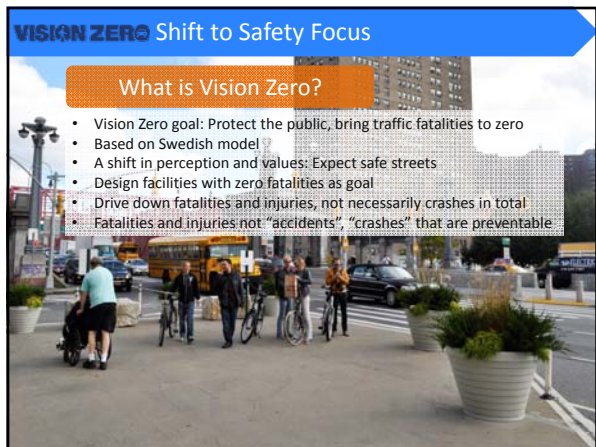 VISION ZERO Shift to Safety Focus
What is Vision Zero?
• Vision Zero goal: Protect the public, bring traffic fatalities to zero
• Based on Swedish model
• A shift in perception and values: Expect safe streets
• Design facilities with zero fatalities as goal
• Drive down fatalities and injuries, not necessarily crashes in total
• Fatalities and injuries not “accidents”, “crashes” that are preventable